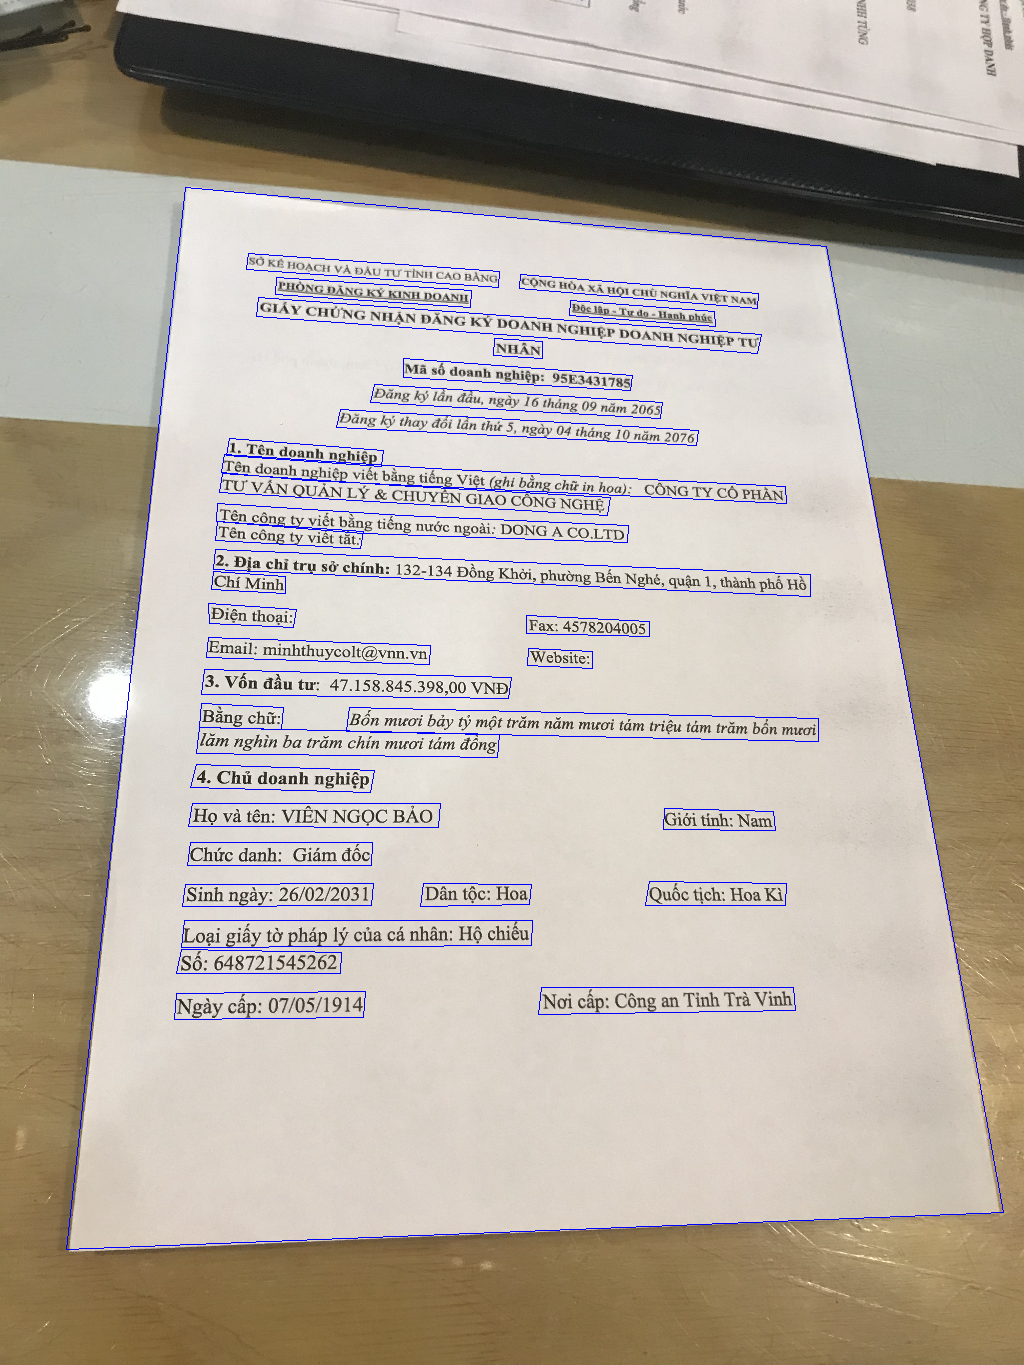 SỞ KẾ HOẠCH VÀ ĐẦU TƯ TỈNH CAO BẰNG
PHÒNG ĐĂNG KÝ KINH DOANH
CỘNG HÒA XÃ HỘI CHỦ NGHĨA VIỆT NAM
Độc lập - Tự do - Hạnh phúc
GIẤY CHỨNG NHẬN ĐĂNG KÝ DOANH NGHIỆP DOANH NGHIỆP TƯ
NHÂN
Mã số doanh nghiệp: 95E3431785
Đăng ký lần đầu, ngày 16 tháng 09 năm 2065
Đăng ký thay đổi lần thứ 5, ngày 04 tháng 10 năm 2076
1. Tên doanh nghiệp
Tên doanh nghiệp viết bằng tiếng Việt (ghi bằng chữ in hoa): CÔNG TY CỔ PHẦN
TƯ VẤN QUẢN LÝ & CHUYỂN GIAO CÔNG NGHỆ
Tên công ty viết bằng tiếng nước ngoài: DONG A CO.LTD
Tên công ty viết tắt:
2. Địa chỉ trụ sở chính: 132-134 Đồng Khởi, phường Bến Nghé, quận 1, thành phố Hồ
Chí Minh
Điện thoại:
Fax: 4578204005
Email: minhthuycolt@vnn.vn
Website:
3. Vốn đầu tư: 47.158.845.398,00 VNĐ
Bằng chữ: Bốn mươi bảy tỷ một trăm năm mươi tám triệu tám trăm bốn mươi
lăm nghìn ba trăm chín mươi tám đồng
4. Chủ doanh nghiệp
Họ và tên: VIÊN NGỌC BẢO
Giới tính: Nam
Chức danh: Giám đốc
Sinh ngày: 26/02/2031
Dân tộc: Hoa
Quốc tịch: Hoa Kì
Loại giấy tờ pháp lý của cá nhân: Hộ chiếu
Số: 648721545262
Ngày cấp: 07/05/1914
Nơi cấp: Công an Tỉnh Trà Vinh